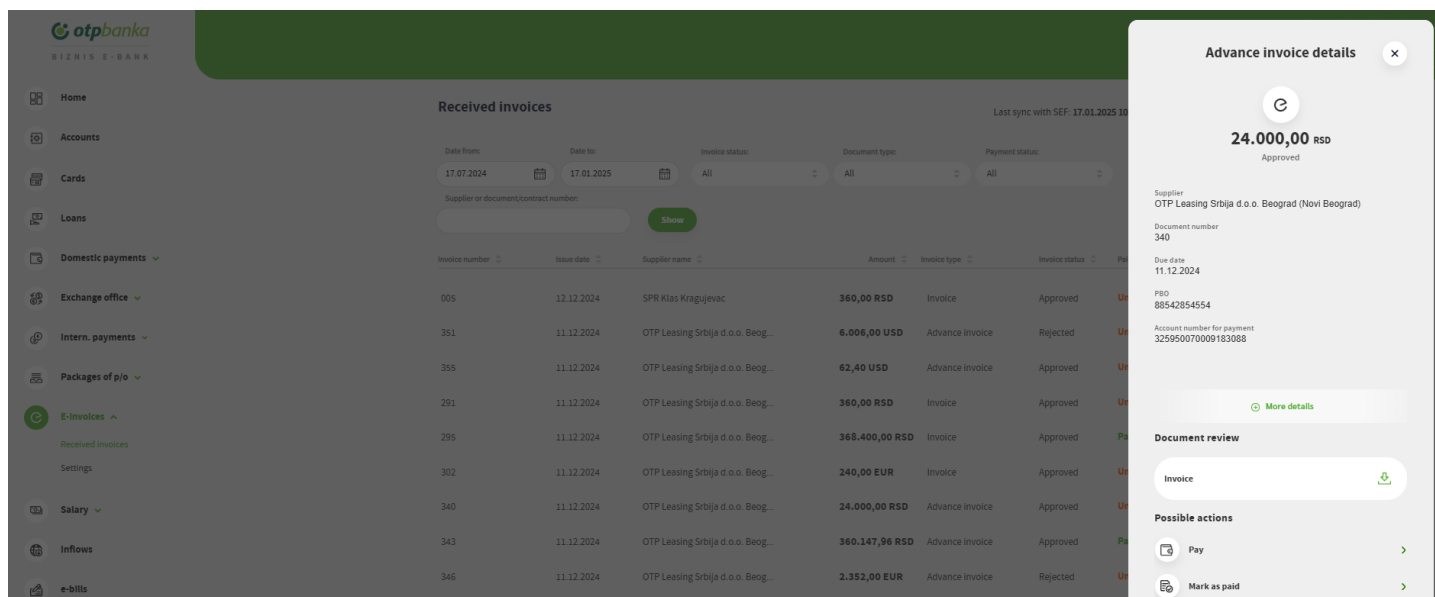 otpbanka
BIZNIS E-BANK
Home
Accounts
Cards
Loans
Domestic payments
Exchange office
Intern. payments
Packages of p/o
E-Invoices
Received invoices
Settings
Salary
Inflows
e-bills
Received invoices
Last sync with SEF: 17.01.2025 10
Date from: Date to: Invoice status: Document type: Payment status:
17.07.2024 17.01.2025 All All All
Supplier or document/contract number:
Show
Invoice number Issue date Supplier name Amount Invoice type Invoice status Pai
005 12.12.2024 SPR Klas Kragujevac 360,00 RSD Invoice Approved Un
351 11.12.2024 OTP Leasing Srbija d.o.o. Beog... 6.006,00 USD Advance invoice Rejected Un
355 11.12.2024 OTP Leasing Srbija d.o.o. Beog... 62,40 USD Advance invoice Approved Un
291 11.12.2024 OTP Leasing Srbija d.o.o. Beog... 360,00 RSD Invoice Approved Un
295 11.12.2024 OTP Leasing Srbija d.o.o. Beog... 368.400,00 RSD Invoice Approved Pa
302 11.12.2024 OTP Leasing Srbija d.o.o. Beog... 240,00 EUR Invoice Approved Un
340 11.12.2024 OTP Leasing Srbija d.o.o. Beog... 24.000,00 RSD Advance invoice Approved Un
343 11.12.2024 OTP Leasing Srbija d.o.o. Beog... 360.147,96 RSD Advance invoice Approved Pa
346 11.12.2024 OTP Leasing Srbija d.o.o. Beog... 2.352,00 EUR Advance invoice Rejected Un
Advance invoice details
24.000,00 RSD
Approved
Supplier
OTP Leasing Srbija d.o.o. Beograd (Novi Beograd)
Document number
340
Due date
11.12.2024
PBO
88542854554
Account number for payment
325950070009183088
More details
Document review
Invoice
Possible actions
Pay
Mark as paid